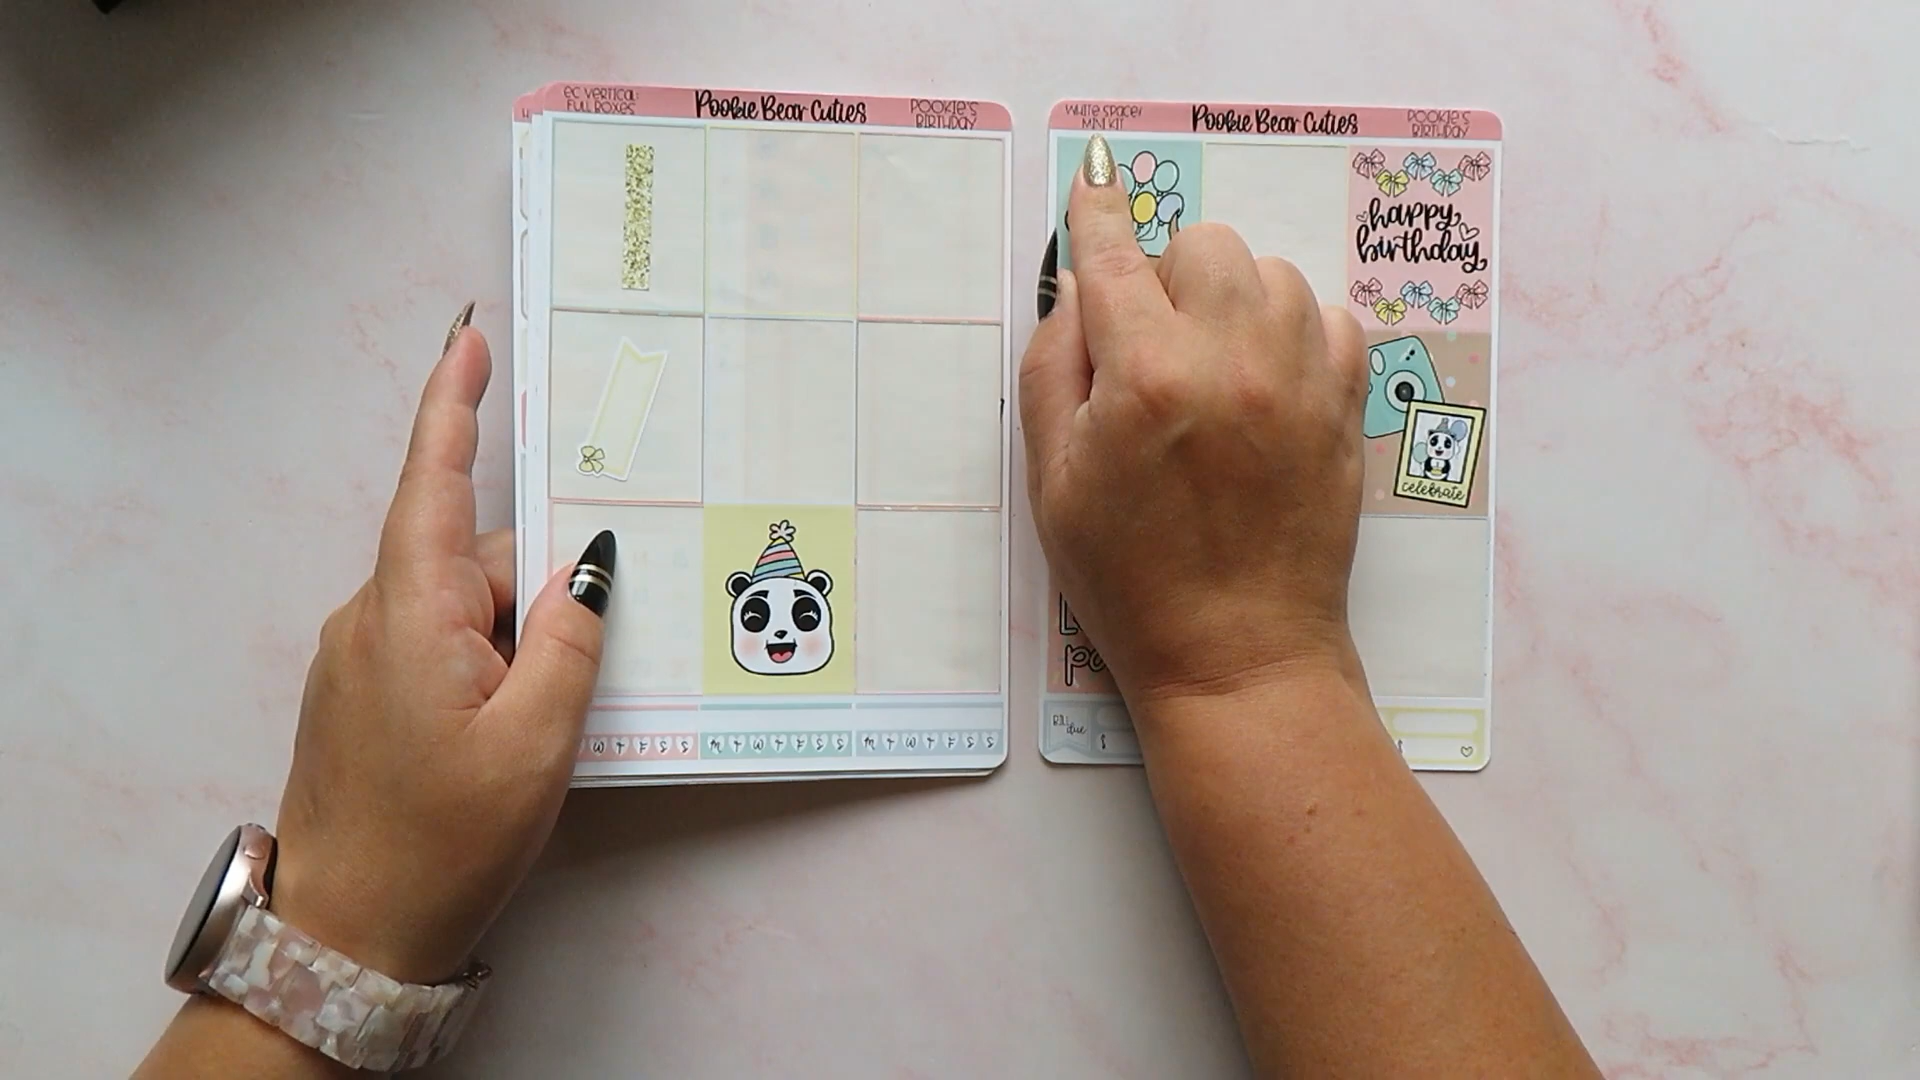 EC VERTICAL:
FULL BOXES
Pookie Bear Cuties
POOKIE'S
BIRTHDAY
W T F S S
M T W T F S S
M T W T F S S
WHITE SPACE/
MINI KIT
Pookie Bear Cuties
POOKIE'S
BIRTHDAY
happy
birthday
celebrate
BILL
due
$
$